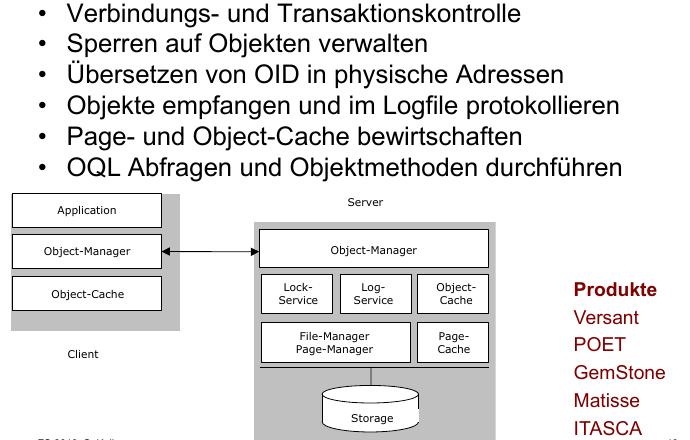 • Verbindungs- und Transaktionskontrolle
• Sperren auf Objekten verwalten
• Übersetzen von OID in physische Adressen
• Objekte empfangen und im Logfile protokollieren
• Page- und Object-Cache bewirtschaften
• OQL Abfragen und Objektmethoden durchführen
Server
Application
Object-Manager
Object-Cache
Client
Object-Manager
Lock-
Service
Log-
Service
Object-
Cache
File-Manager
Page-Manager
Page-
Cache
Storage
Produkte
Versant
POET
GemStone
Matisse
ITASCA